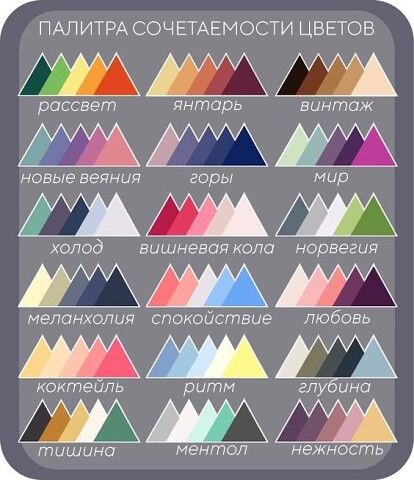 ПАЛИТРА СОЧЕТАЕМОСТИ ЦВЕТОВ
рассвет янтарь винтаж
новые веяния горы мир
холод вишневая кола норвегия
меланхолия спокойствие любовь
коктейль ритм глубина
тишина ментол нежность